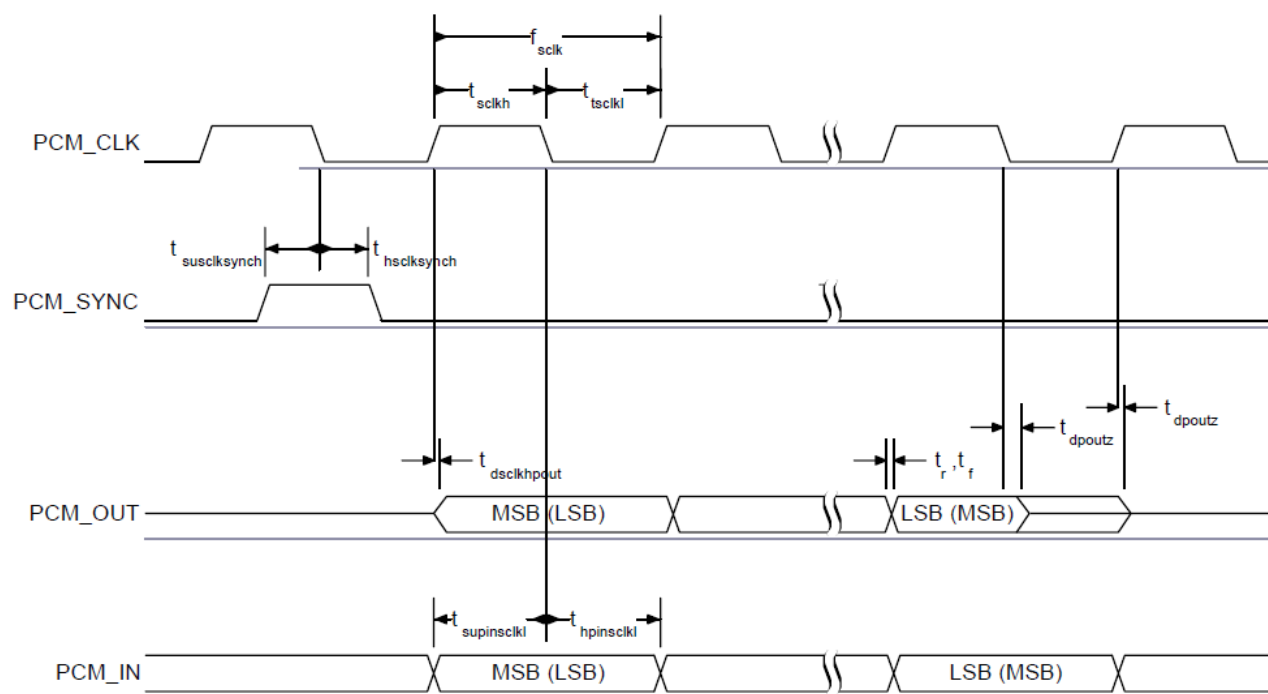 f sclk
t sclkh
t tsclkl
PCM_CLK
t susclksynch
t hsclksynch
PCM_SYNC
t dpoutz
t dpoutz
t dsclkhpout
t r ,t f
PCM_OUT
MSB (LSB)
LSB (MSB)
t supinsclkl
t hpinsclkl
PCM_IN
MSB (LSB)
LSB (MSB)